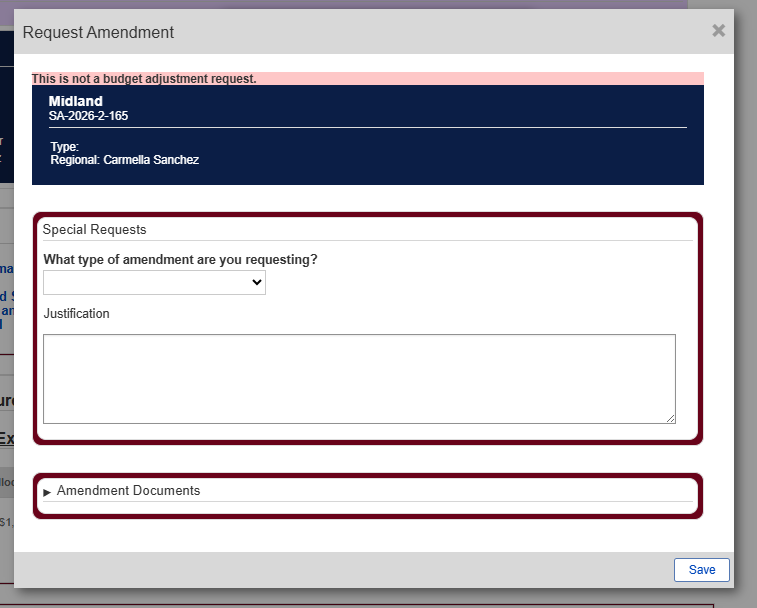 Request Amendment
This is not a budget adjustment request.
Midland
SA-2026-2-165
Type:
Regional: Carmella Sanchez
Special Requests
What type of amendment are you requesting?
Justification
Amendment Documents
Save
$1,